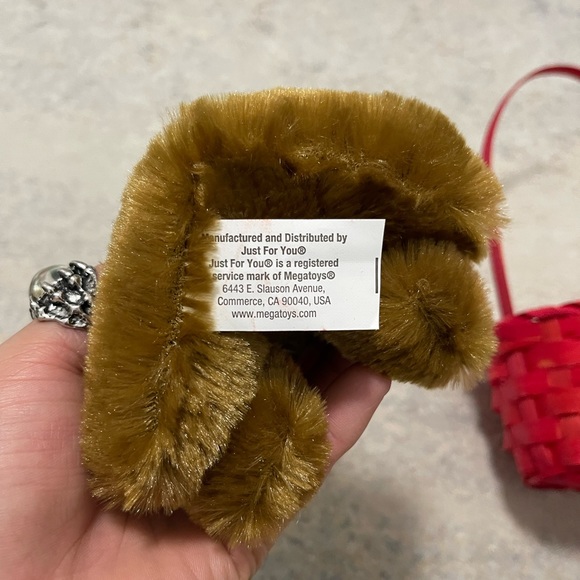 Manufactured and Distributed by
Just For You®
Just For You® is a registered
service mark of Megatoys®
6443 E. Slauson Avenue,
Commerce, CA 90040, USA
www.megatoys.com